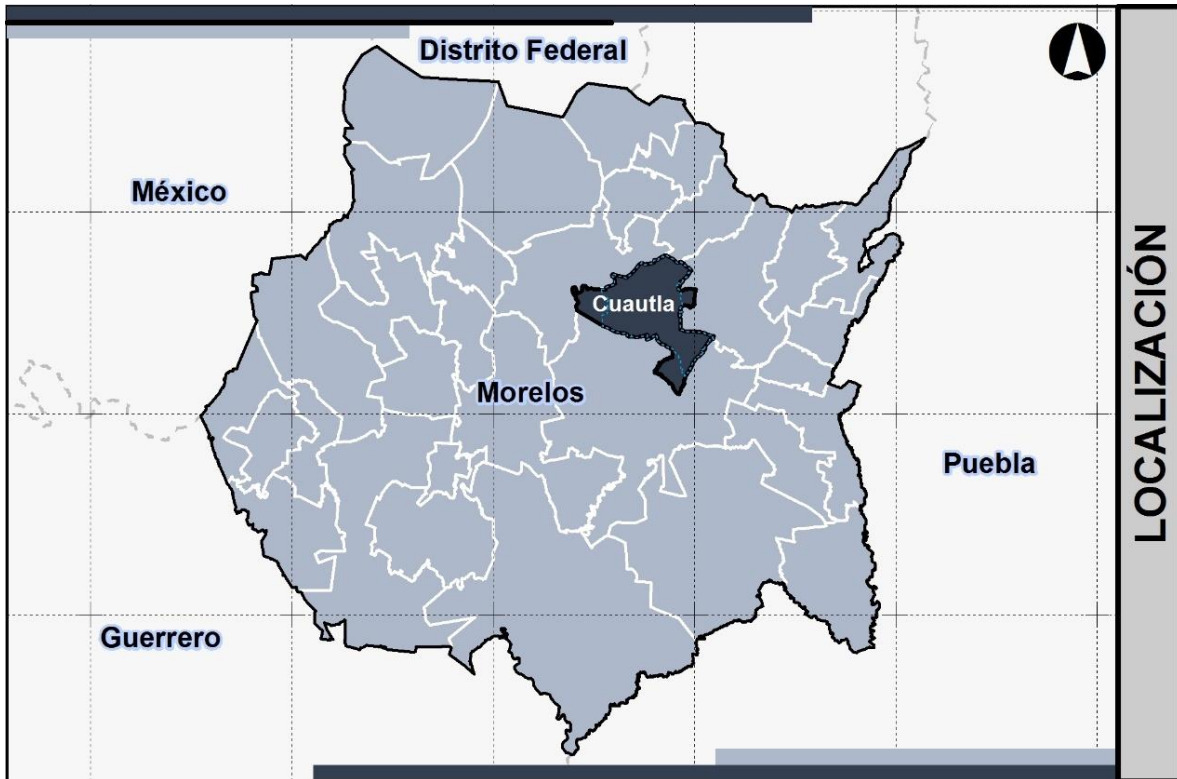 Distrito Federal
México
Cuautla
Morelos
Puebla
Guerrero
LOCALIZACIÓN